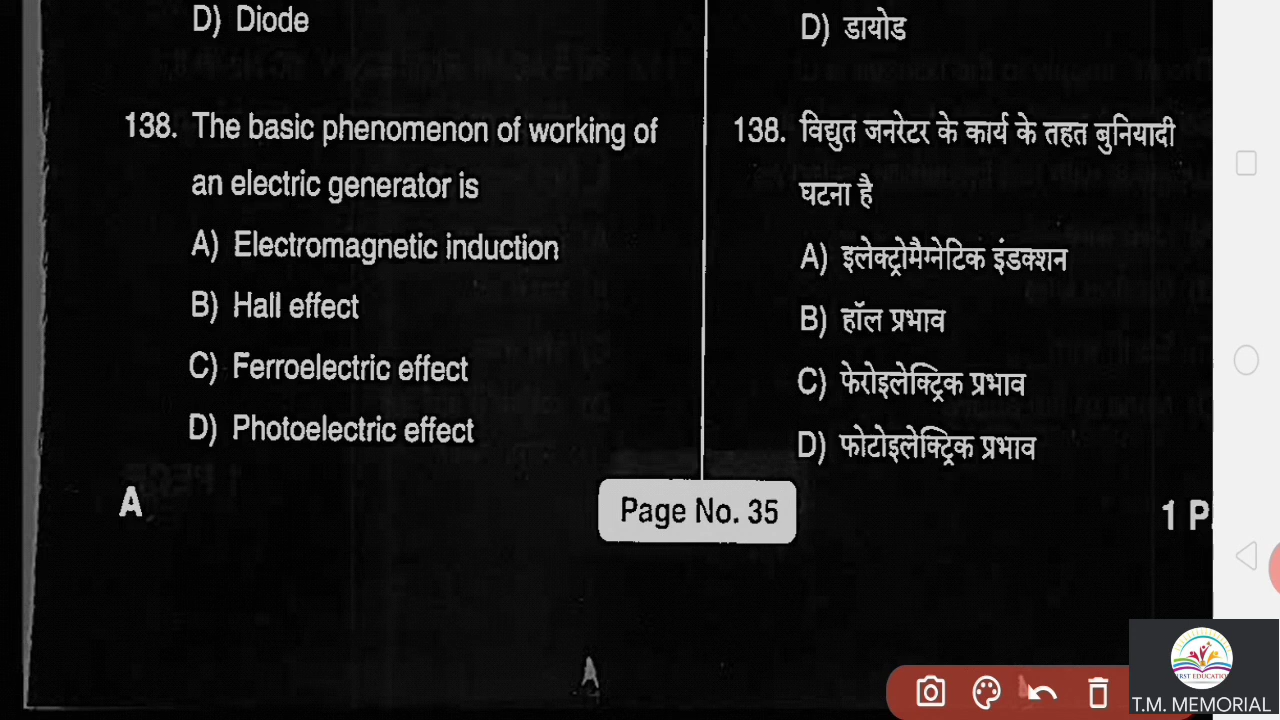 D) Diode
138. The basic phenomenon of working of
an electric generator is
A) Electromagnetic induction
B) Hall effect
C) Ferroelectric effect
D) Photoelectric effect
A
D) डायोड
138. विद्युत जनरेटर के कार्य के तहत बुनियादी
घटना है
A) इलेक्ट्रोमैग्नेटिक इंडक्शन
B) हॉल प्रभाव
C) फेरोइलेक्ट्रिक प्रभाव
D) फोटोइलेक्ट्रिक प्रभाव
Page No. 35
1 P
A
T.M. MEMORIAL